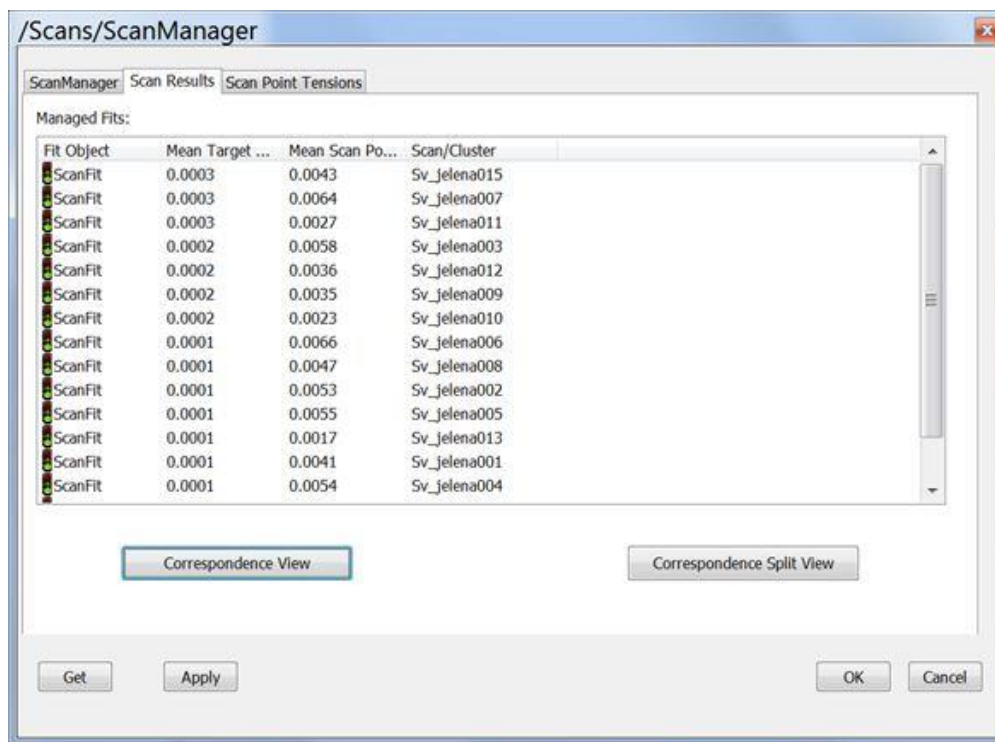 /Scans/ScanManager
ScanManager Scan Results Scan Point Tensions
Managed Fits:
Fit Object Mean Target ... Mean Scan Po... Scan/Cluster
ScanFit 0.0003 0.0043 Sv_jelena015
ScanFit 0.0003 0.0064 Sv_jelena007
ScanFit 0.0003 0.0027 Sv_jelena011
ScanFit 0.0002 0.0058 Sv_jelena003
ScanFit 0.0002 0.0036 Sv_jelena012
ScanFit 0.0002 0.0035 Sv_jelena009
ScanFit 0.0002 0.0023 Sv_jelena010
ScanFit 0.0001 0.0066 Sv_jelena006
ScanFit 0.0001 0.0047 Sv_jelena008
ScanFit 0.0001 0.0053 Sv_jelena002
ScanFit 0.0001 0.0055 Sv_jelena005
ScanFit 0.0001 0.0017 Sv_jelena013
ScanFit 0.0001 0.0041 Sv_jelena001
ScanFit 0.0001 0.0054 Sv_jelena004
Correspondence View Correspondence Split View
Get Apply OK Cancel